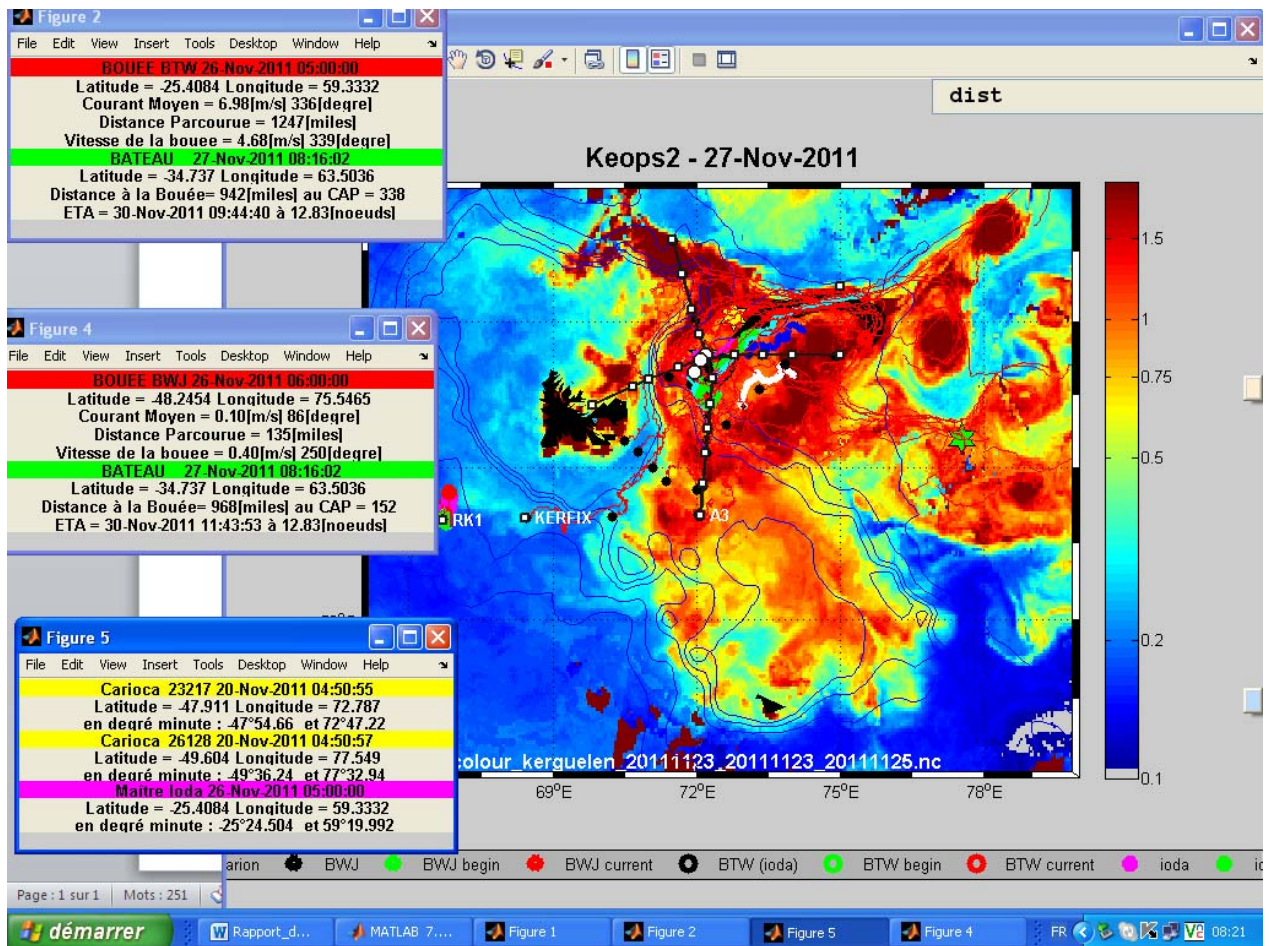 Figure 2
File Edit View Insert Tools Desktop Window Help
BOUEE BTW 26-Nov-2011 05:00:00
Latitude = -25.4084 Longitude = 59.3332
Courant Moyen = 6.98[m/s] 336[degre]
Distance Parcourue = 1247[miles]
Vitesse de la bouee = 4.68[m/s] 339[degre]
BATEAU 27-Nov-2011 08:16:02
Latitude = -34.737 Longitude = 63.5036
Distance à la Bouée= 942[miles] au CAP = 338
ETA = 30-Nov-2011 09:44:40 à 12.83[noeuds]
Figure 4
File Edit View Insert Tools Desktop Window Help
BOUEE BWJ 26-Nov-2011 06:00:00
Latitude = -48.2454 Longitude = 75.5465
Courant Moyen = 0.10[m/s] 86[degre]
Distance Parcourue = 135[miles]
Vitesse de la bouee = 0.40[m/s] 250[degre]
BATEAU 27-Nov-2011 08:16:02
Latitude = -34.737 Longitude = 63.5036
Distance à la Bouée= 968[miles] au CAP = 152
ETA = 30-Nov-2011 11:43:53 à 12.83[noeuds]
Figure 5
File Edit View Insert Tools Desktop Window Help
Carioca 23217 20-Nov-2011 04:50:55
Latitude = -47.911 Longitude = 72.787
en degré minute : -47°54.66 et 72°47.22
Carioca 26128 20-Nov-2011 04:50:57
Latitude = -49.604 Longitude = 77.549
en degré minute : -49°36.24 et 77°32.94
Maitre Ioda 26-Nov-2011 05:00:00
Latitude = -25.4084 Longitude = 59.3332
en degré minute : -25°24.504 et 59°19.992
dist
Keops2 - 27-Nov-2011
1.5
1
0.75
0.5
0.2
0.1
RK1 KERFIX A3
colour_kerguelen_20111123_20111123_20111125.nc
69°E 72°E 75°E 78°E
arion BWJ BWJ begin BWJ current BTW (ioda) BTW begin BTW current ioda
Page : 1 sur 1 Mots : 251
démarrer Rapport_d... MATLAB 7.... Figure 1 Figure 2 Figure 5 Figure 4 FR 08:21